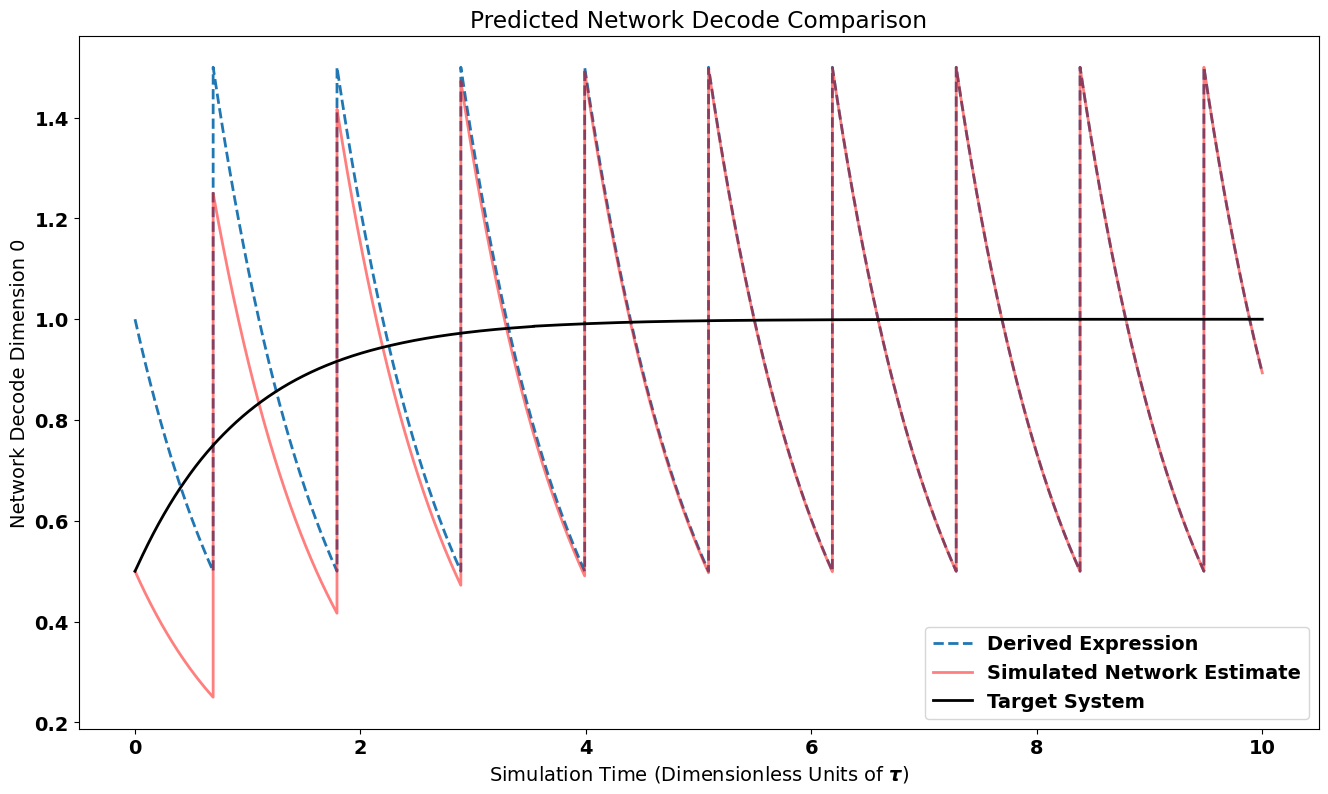 Predicted Network Decode Comparison
Network Decode Dimension 0
1.4
1.2
1.0
0.8
0.6
0.4
0.2
0 2 4 6 8 10
Simulation Time (Dimensionless Units of τ)
Derived Expression
Simulated Network Estimate
Target System